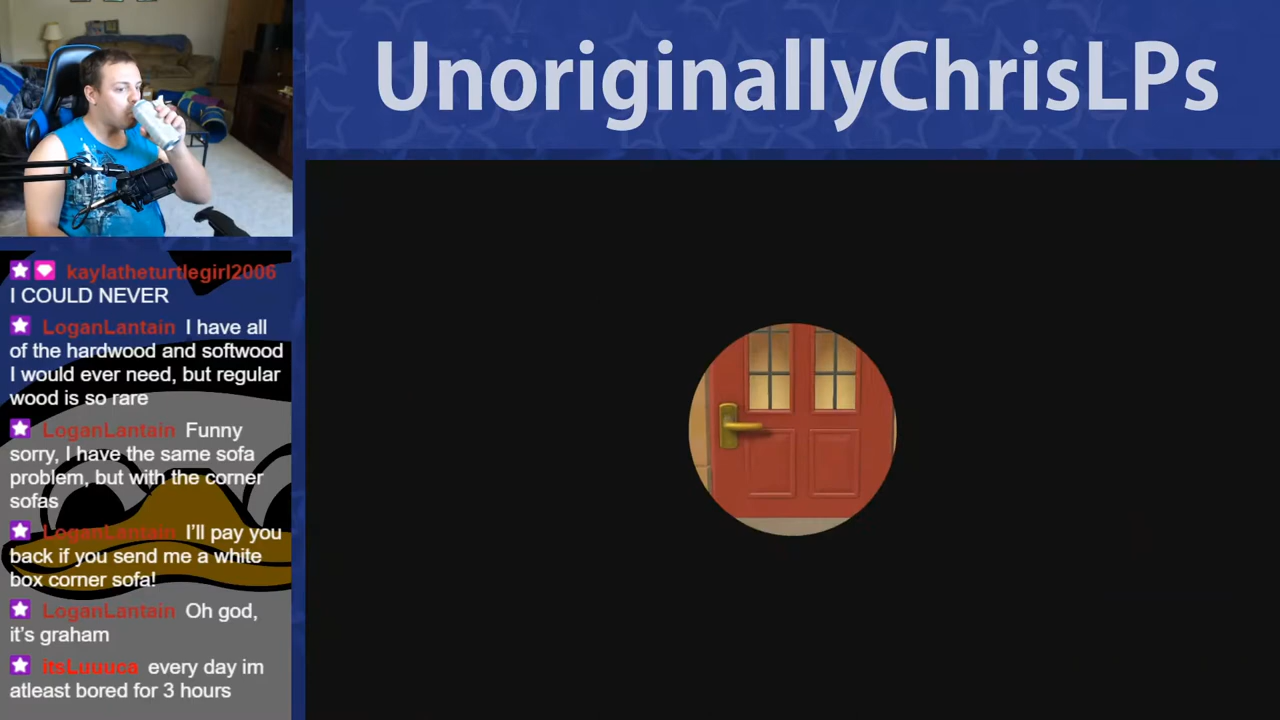 UnoriginallyChrisLPs
kaylatheturtlegirl2006
I COULD NEVER
LoganLantain I have all
of the hardwood and softwood
I would ever need, but regular
wood is so rare
LoganLantain Funny
sorry, I have the same sofa
problem, but with the corner
sofas
LoganLantain I’ll pay you
back if you send me a white
box corner sofa!
LoganLantain Oh god,
it’s graham
itsLuuuca every day im
atleast bored for 3 hours